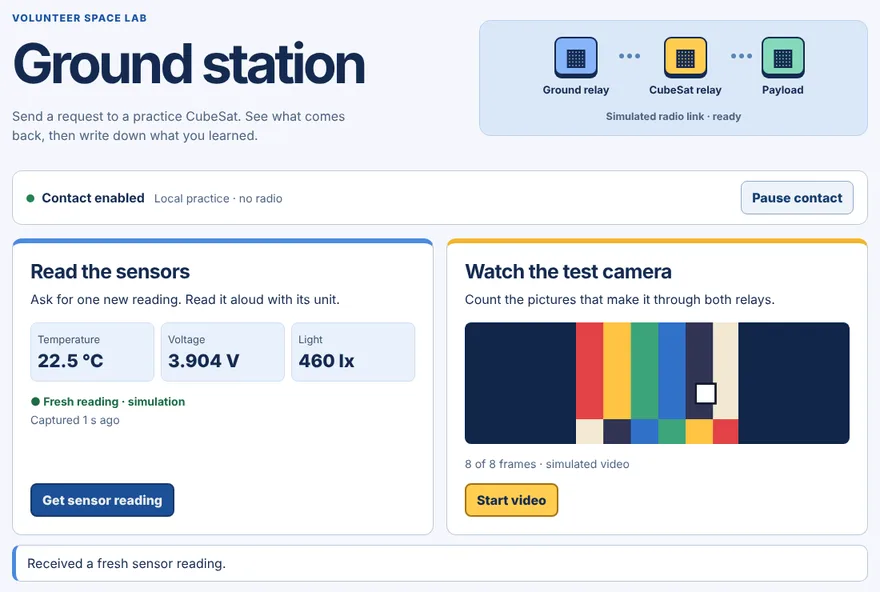 VOLUNTEER SPACE LAB
Ground station
Send a request to a practice CubeSat. See what comes
back, then write down what you learned.
Ground relay
CubeSat relay
Payload
Simulated radio link · ready
Contact enabled
Local practice · no radio
Pause contact
Read the sensors
Ask for one new reading. Read it aloud with its unit.
Temperature
22.5 °C
Voltage
3.904 V
Light
460 lx
Fresh reading · simulation
Captured 1 s ago
Get sensor reading
Watch the test camera
Count the pictures that make it through both relays.
8 of 8 frames · simulated video
Start video
Received a fresh sensor reading.